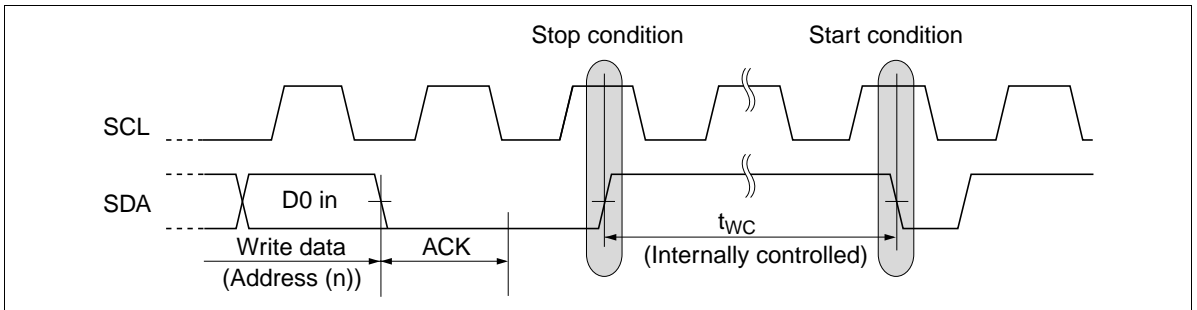 Stop condition
Start condition
SCL
SDA
D0 in
tWC
Write data
ACK
(Internally controlled)
(Address (n))